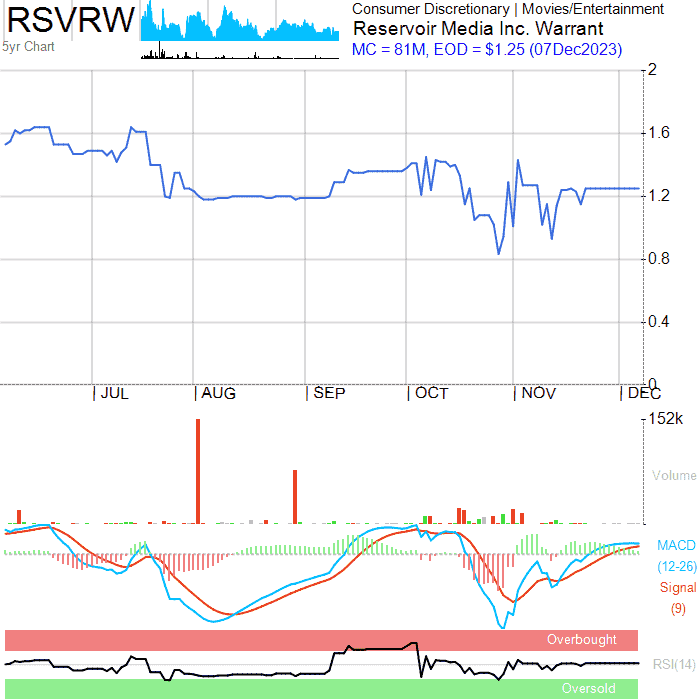 RSVRW
5yr Chart
Consumer Discretionary | Movies/Entertainment
Reservoir Media Inc. Warrant
MC = 81M, EOD = $1.25 (07Dec2023)
2
1.6
1.2
0.8
0.4
0
JUL AUG SEP OCT NOV DEC
152k
Volume
MACD
(12-26)
Signal
(9)
Overbought
RSI(14)
Oversold